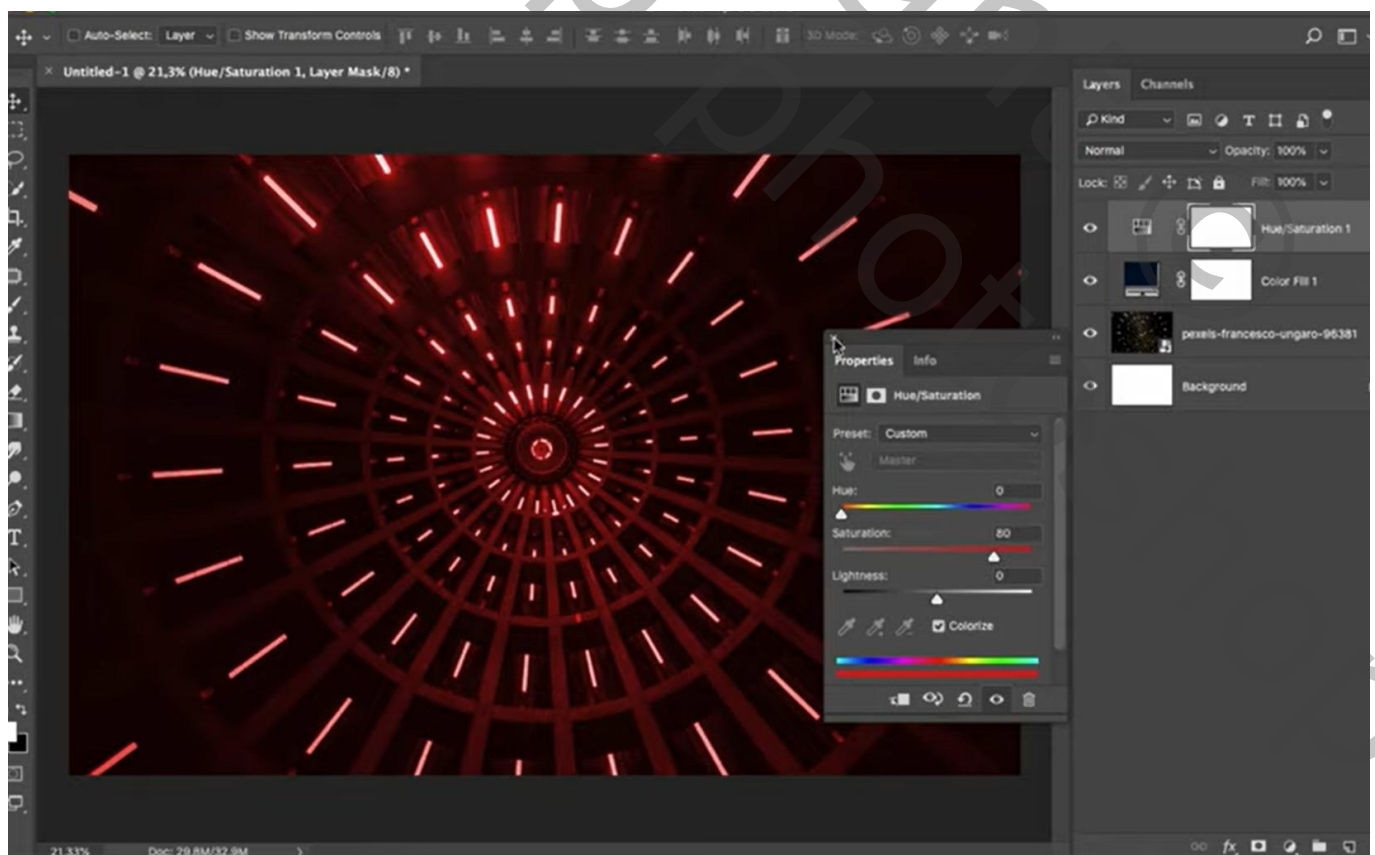 Auto-Select: Layer Show Transform Controls 3D Mode:
× Untitled-1 @ 21,3% (Hue/Saturation 1, Layer Mask/8) *
Layers Channels
Kind
Normal Opacity: 100%
Lock: Fill: 100%
Hue/Saturation 1
Color Fill 1
pexels-francesco-ungaro-96381
Background
Properties Info
Hue/Saturation
Preset: Custom
Master
Hue: 0
Saturation: 80
Lightness: 0
Colorize
21.33% Doc: 29.8M/32.9M
photo